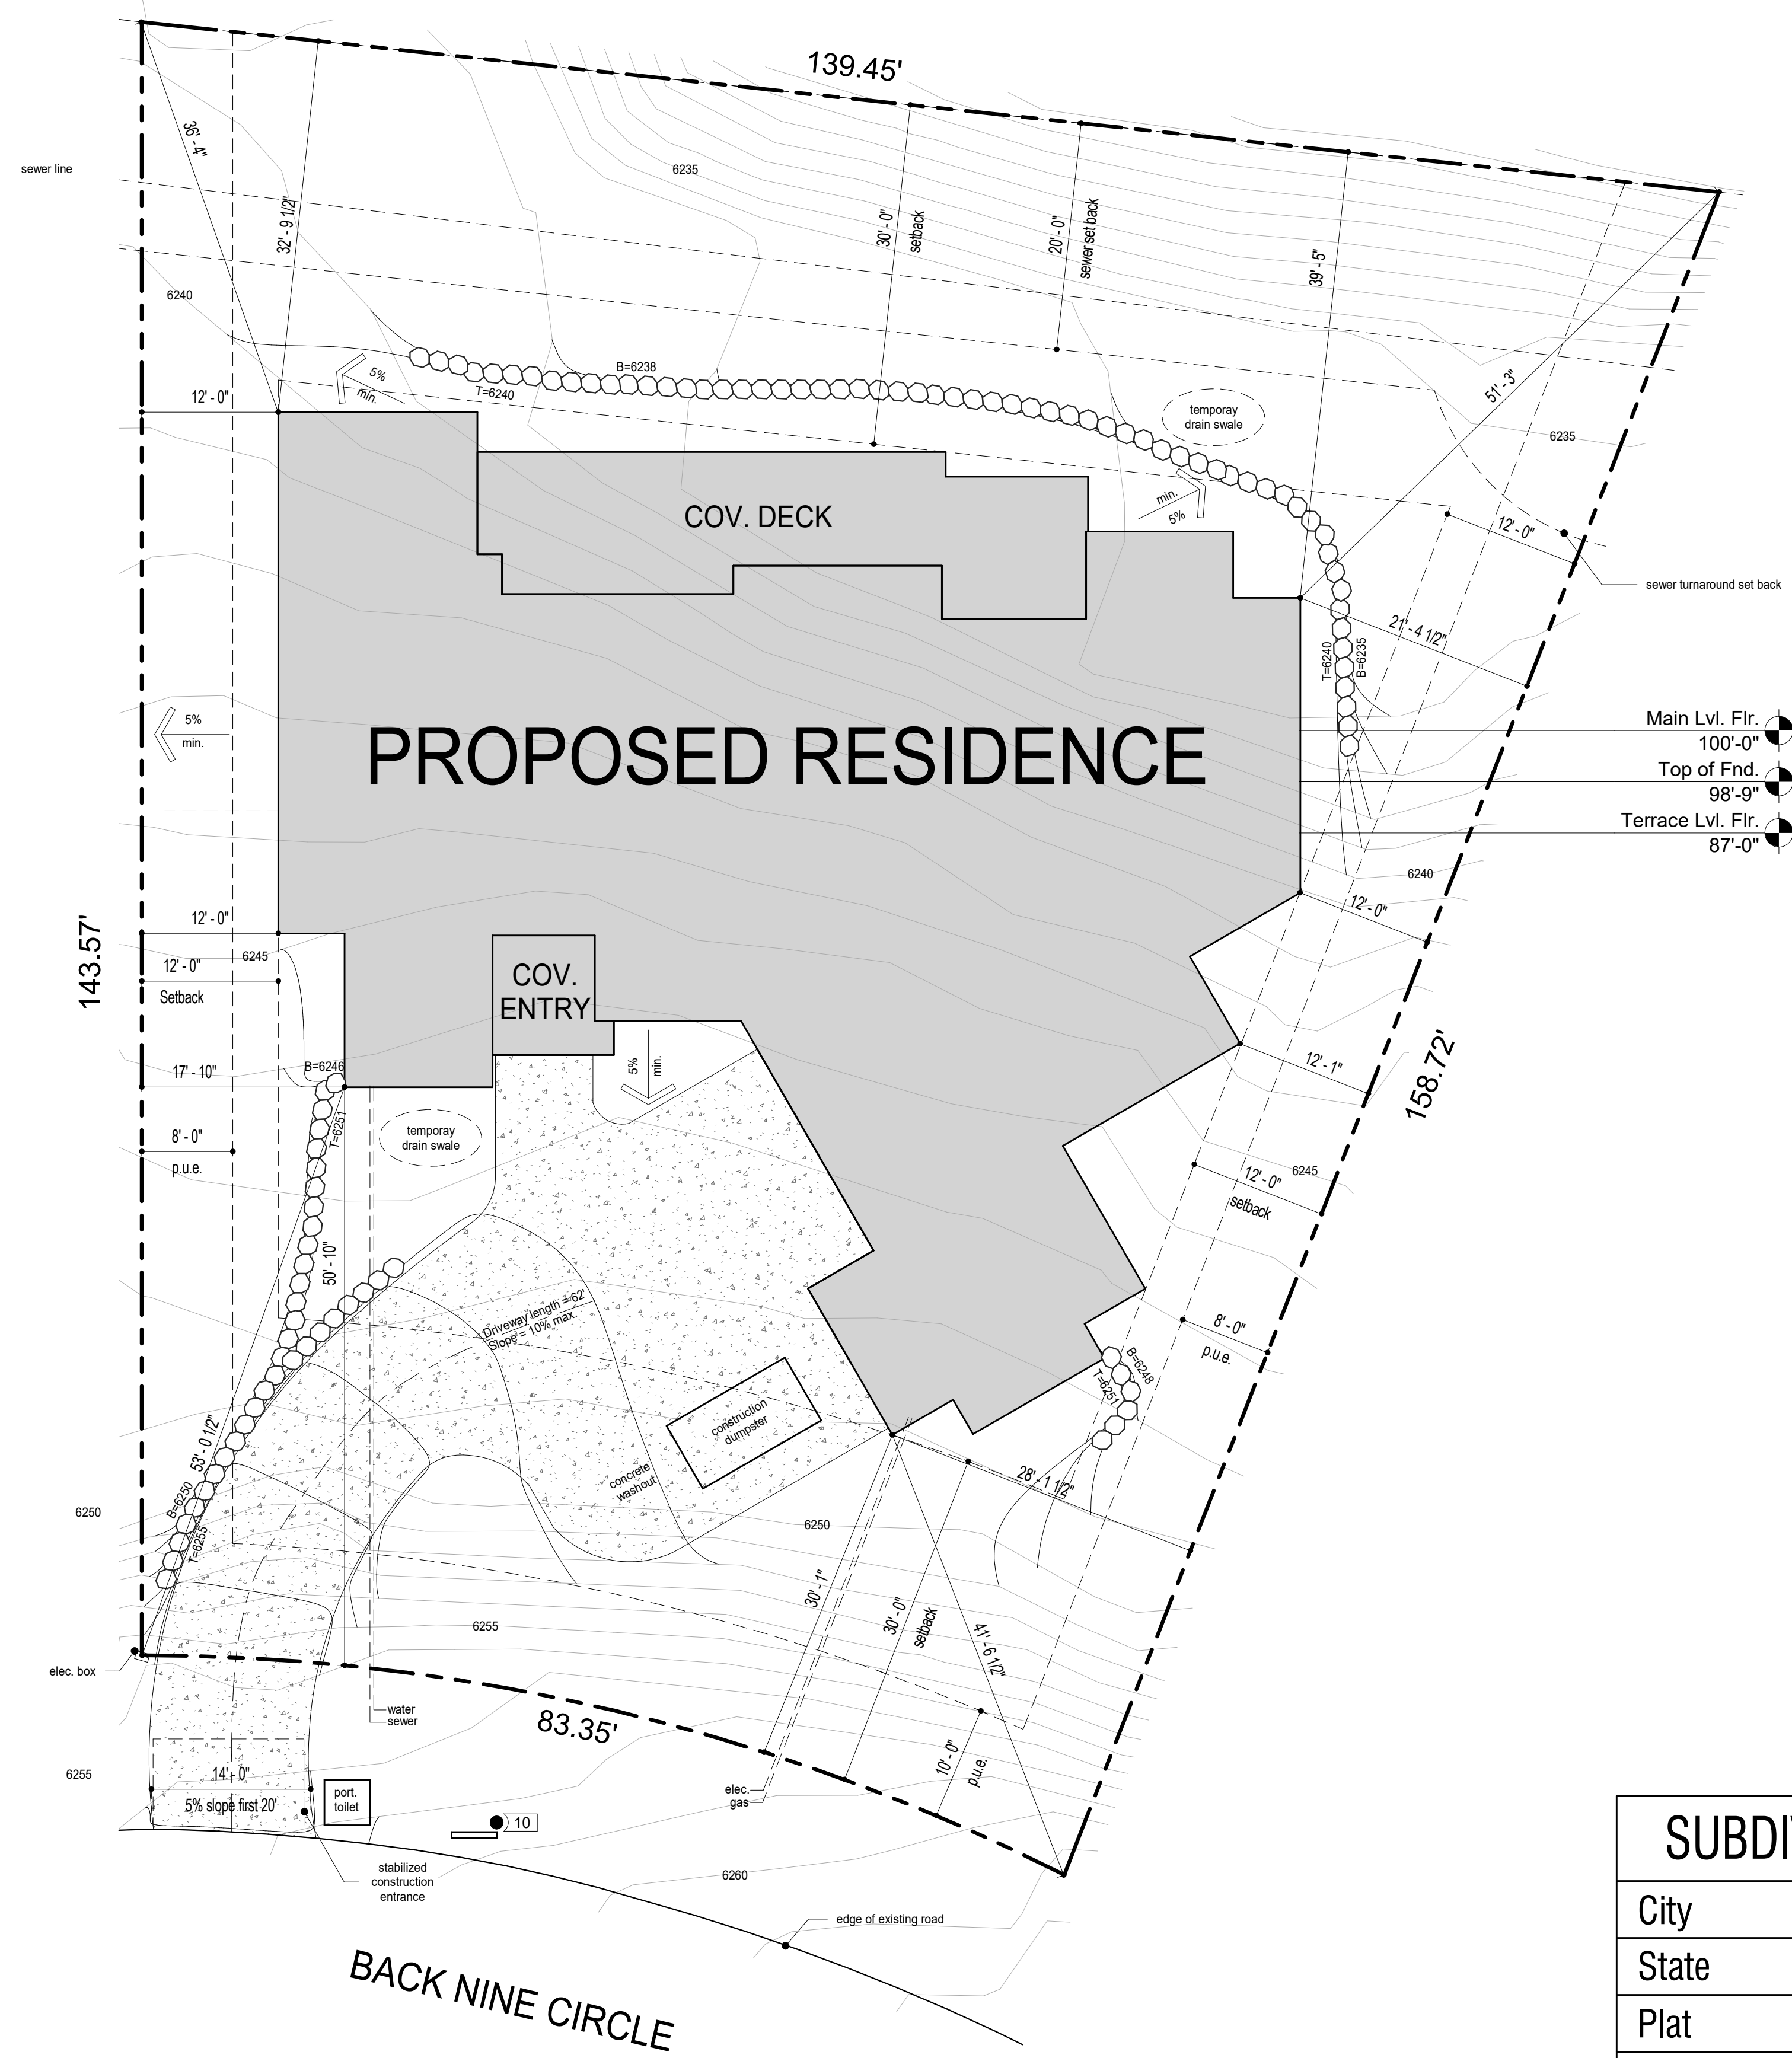 139.45'
36' - 4"
sewer line
6235
32' - 9 1/2"
30' - 0"
setback
20' - 0"
sewer set back
39' - 5"
6240
51' - 3"
B=6238
5%
min.
T=6240
12' - 0"
temporay
drain swale
6235
min.
5%
12' - 0"
COV. DECK
sewer turnaround set back
21' - 4 1/2"
T=6240
B=6235
5%
min.
PROPOSED RESIDENCE
Main Lvl. Flr.
100'-0"
Top of Fnd.
98'-9"
Terrace Lvl. Flr.
87'-0"
6240
12' - 0"
143.57'
12' - 0"
6245
12' - 0"
Setback
COV.
ENTRY
17' - 10"
B=6246
5%
min.
12' - 1"
158.72'
T=6251
8' - 0"
p.u.e.
temporay
drain swale
12' - 0"
setback
6245
50' - 10"
Driveway length = 62'
Slope = 10% max.
8' - 0"
p.u.e.
B=6248
T=6251
construction
dumpster
53' - 0 1/2"
concrete
washout
28' - 1 1/2"
B=6250
T=6255
6250
6250
30' - 1"
30' - 0"
setback
41' - 6 1/2"
6255
elec. box
water
sewer
83.35'
10' - 0"
p.u.e.
6255
14' - 0"
5% slope first 20'
port.
toilet
elec.
gas
10
stabilized
construction
entrance
6260
edge of existing road
BACK NINE CIRCLE
SUBDI
City
State
Plat